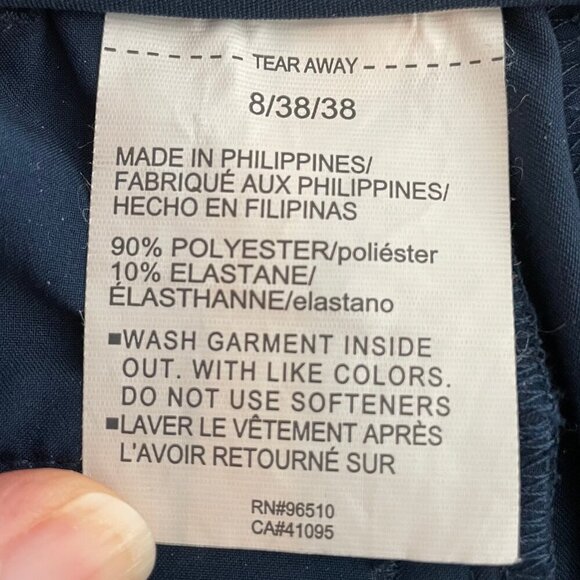 TEAR AWAY
8/38/38
MADE IN PHILIPPINES/
FABRIQUÉ AUX PHILIPPINES/
HECHO EN FILIPINAS
90% POLYESTER/poliéster
10% ELASTANE/
ÉLASTHANNE/elastano
▪WASH GARMENT INSIDE
OUT. WITH LIKE COLORS.
DO NOT USE SOFTENERS
▪LAVER LE VÊTEMENT APRÈS
L'AVOIR RETOURNÉ SUR
RN#96510
CA#41095